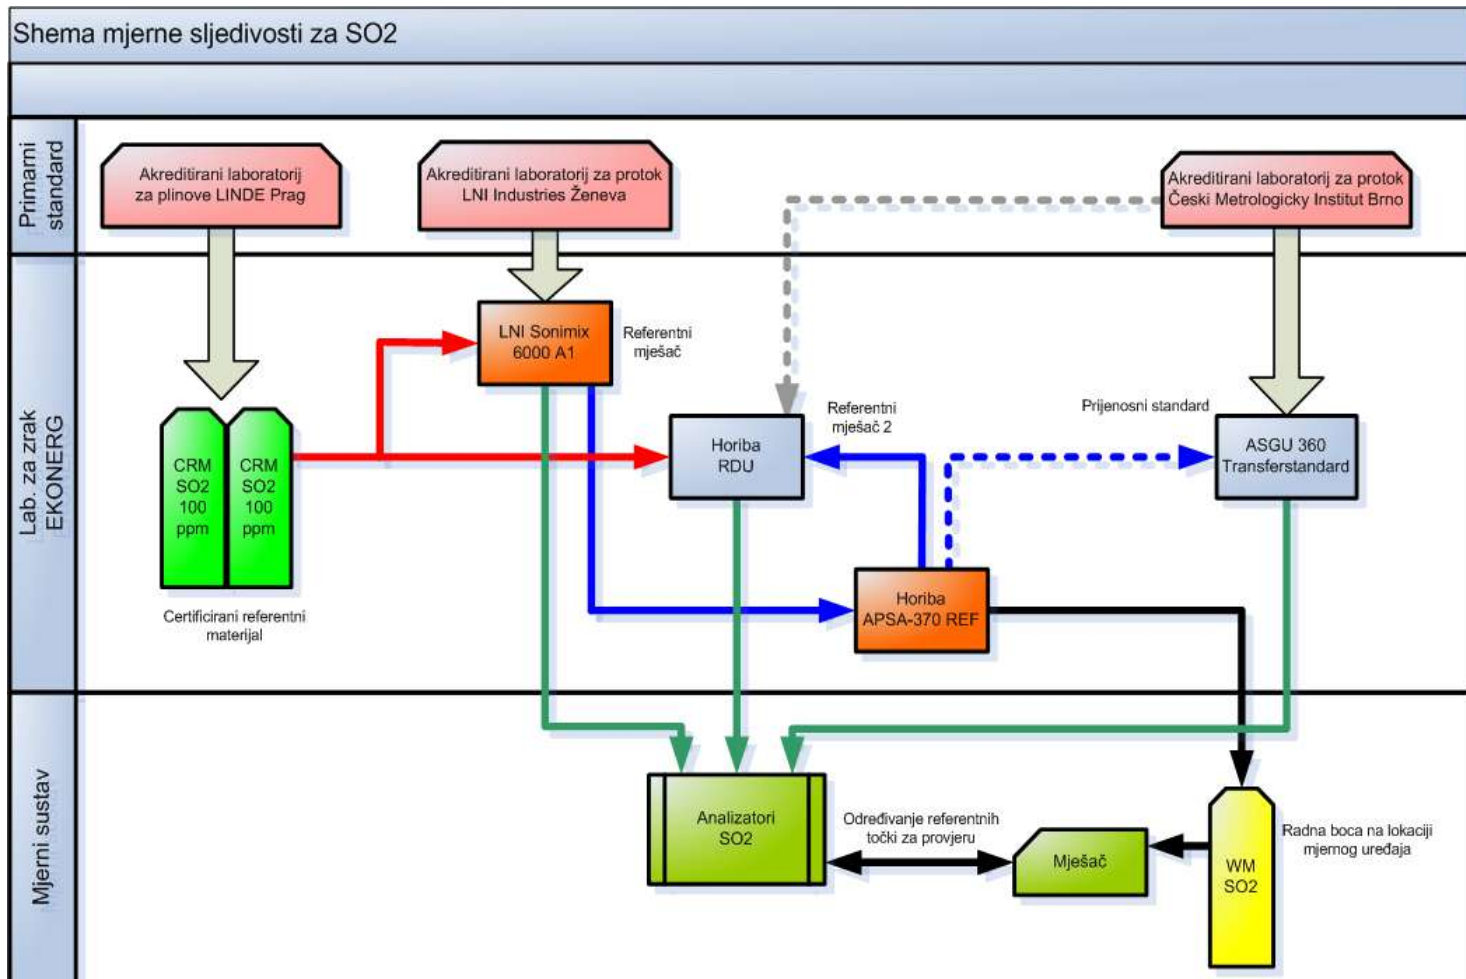 Shema mjerne sljedivosti za SO2
Primarni
standard
Akreditirani laboratorij
za plinove LINDE Prag
Akreditirani laboratorij za protok
LNI Industries Ženeva
Akreditirani laboratorij za protok
Češki Metrologicky Institut Brno
Lab. za zrak
EKONERG
LNI Sonimix
6000 A1
Referentni
mješač
CRM
SO2
100
ppm
CRM
SO2
100
ppm
Certificirani referentni
materijal
Horiba
RDU
Referentni
mješač 2
Prijenosni standard
ASGU 360
Transferstandard
Horiba
APSA-370 REF
Mjerni sustav
Analizatori
SO2
Određivanje referentnih
točki za provjeru
Mješač
WM
SO2
Radna boca na lokaciji
mjernog uređaja